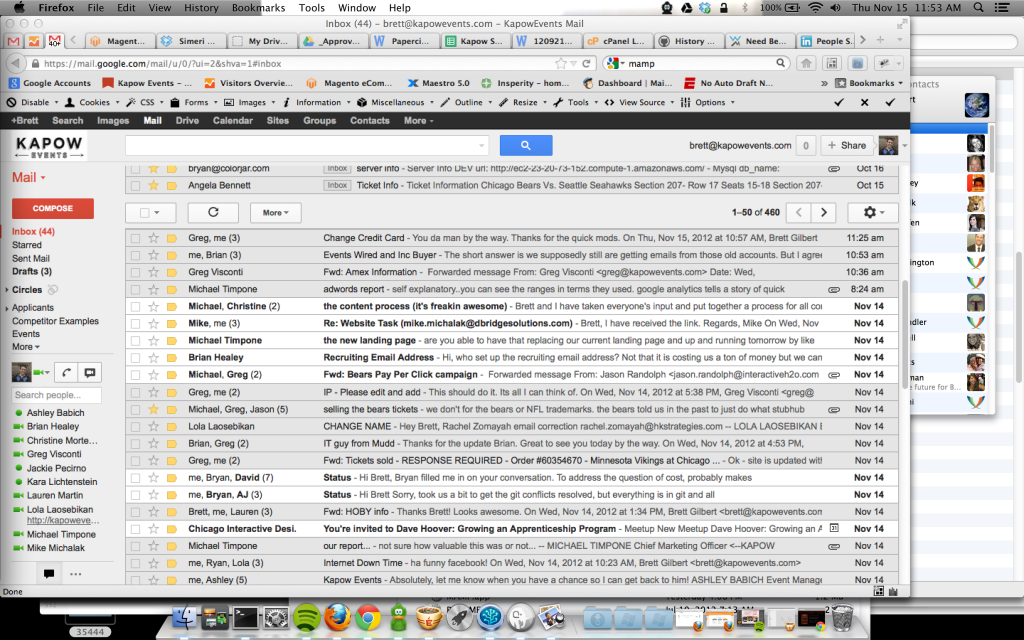 Firefox File Edit View History Bookmarks Tools Window Help 100% Thu Nov 15 11:53 AM
Inbox (44) – brett@kapowevents.com – KapowEvents Mail
40+ Magent... Simeri ... My Driv... _Approv... Paperci... Kapow S... 120921... cPanel L... History ... Need Be... People S.
https://mail.google.com/mail/u/0/?ui=2&shva=1#inbox mamp
Google Accounts Kapow Events – ... Visitors Overvie... Magento eCom... Maestro 5.0 Insperity – hom... Dashboard | Mai... No Auto Draft N... Bookmarks
Disable Cookies CSS Forms Images Information Miscellaneous Outline Resize Tools View Source Options
+Brett Search Images Mail Drive Calendar Sites Groups Contacts More
KAPOW
EVENTS
brett@kapowevents.com 0 + Share
Mail
COMPOSE
Inbox (44)
Starred
Sent Mail
Drafts (3)
Circles
Applicants
Competitor Examples
Events
More
Search people...
Ashley Babich
Brian Healey
Christine Morte...
Greg Visconti
Jackie Pecirno
Kara Lichtenstein
Lauren Martin
Lola Laosebikan
http://kapoweve...
Michael Timpone
Mike Michalak
bryan@colorjar.com Inbox server info - Server Info DEV url: http://ec2-23-20-73-152.compute-1.amazonaws.com/ - Mysql db_name: Oct 16
Angela Bennett Inbox Ticket Info - Ticket Information Chicago Bears Vs. Seattle Seahawks Section 207- Row 17 Seats 15-18 Section 207- Oct 15
More 1–50 of 460
Greg, me (3) Change Credit Card - You da man by the way. Thanks for the quick mods. On Thu, Nov 15, 2012 at 10:57 AM, Brett Gilbert 11:25 am
me, Brian (3) Events Wired and Inc Buyer - The short answer is we supposedly still are getting emails from those old accounts. But I agree 10:53 am
Greg Visconti Fwd: Amex Information - Forwarded message From: Greg Visconti <greg@kapowevents.com> Date: Wed, 10:36 am
Michael Timpone adwords report - self explanatory..you can see the ranges in terms they used. google analytics tells a story of quick 8:24 am
Michael, Christine (2) the content process (it's freakin awesome) - Brett and I have taken everyone's input and put together a process for all co Nov 14
Mike, me (3) Re: Website Task (mike.michalak@dbridgesolutions.com) - Brett, I have received the link. Regards, Mike On Wed, Nov Nov 14
Michael Timpone the new landing page - are you able to have that replacing our current landing page and up and running tomorrow by like Nov 14
Brian Healey Recruiting Email Address - Hi, who set up the recruiting email address? Not that it is costing us a ton of money but we can Nov 14
Michael, Greg (2) Fwd: Bears Pay Per Click campaign - Forwarded message From: Jason Randolph <jason.randolph@interactiveh2o.com Nov 14
Greg, me (2) IP - Please edit and add - This should do it. Its all I can think of. On Wed, Nov 14, 2012 at 5:38 PM, Greg Visconti <greg@ Nov 14
Michael, Greg, Jason (5) selling the bears tickets - we don't for the bears or NFL trademarks. the bears told us in the past to just do what stubhub Nov 14
Lola Laosebikan CHANGE NAME - Hey Brett, Rachel Zomayah email correction rachel.zomayah@hkstrategies.com -- LOLA LAOSEBIKAN E Nov 14
Brian, Greg (2) IT guy from Mudd - Thanks for the update Brian. Great to see you today by the way. On Wed, Nov 14, 2012 at 4:53 PM, Nov 14
Greg, me (2) Fwd: Tickets sold - RESPONSE REQUIRED - Order #60354670 - Minnesota Vikings at Chicago ... - Ok - site is updated with Nov 14
me, Bryan, David (7) Status - Hi Brett, Bryan filled me in on your conversation. To address the question of cost, probably makes Nov 14
me, Bryan, AJ (3) Status - Hi Brett Sorry, took us a bit to get the git conflicts resolved, but everything is in git and all Nov 14
Brett, me, Lauren (3) Fwd: HOBY info - Thanks Brett! Looks awesome. On Wed, Nov 14, 2012 at 1:34 PM, Brett Gilbert <brett@kapowevents.com Nov 14
Chicago Interactive Desi. You're invited to Dave Hoover: Growing an Apprenticeship Program - Meetup New Meetup Dave Hoover: Growing an A 31 Nov 14
Michael Timpone our report... - not sure how valuable this was or not... -- MICHAEL TIMPONE Chief Marketing Officer <--KAPOW Nov 14
me, Ryan, Lola (3) Internet Down Time - ha funny facebook! On Wed, Nov 14, 2012 at 10:23 AM, Brett Gilbert <brett@kapowevents.com> Nov 14
me, Ashley (5) Kapow Events - Absolutely, let me know when you have a chance so I can get back to him! ASHLEY BABICH Event Manage Nov 14
Done
ontacts
rt
ey
k
en
ington
dler
ll
man
e future for B...
i
35444